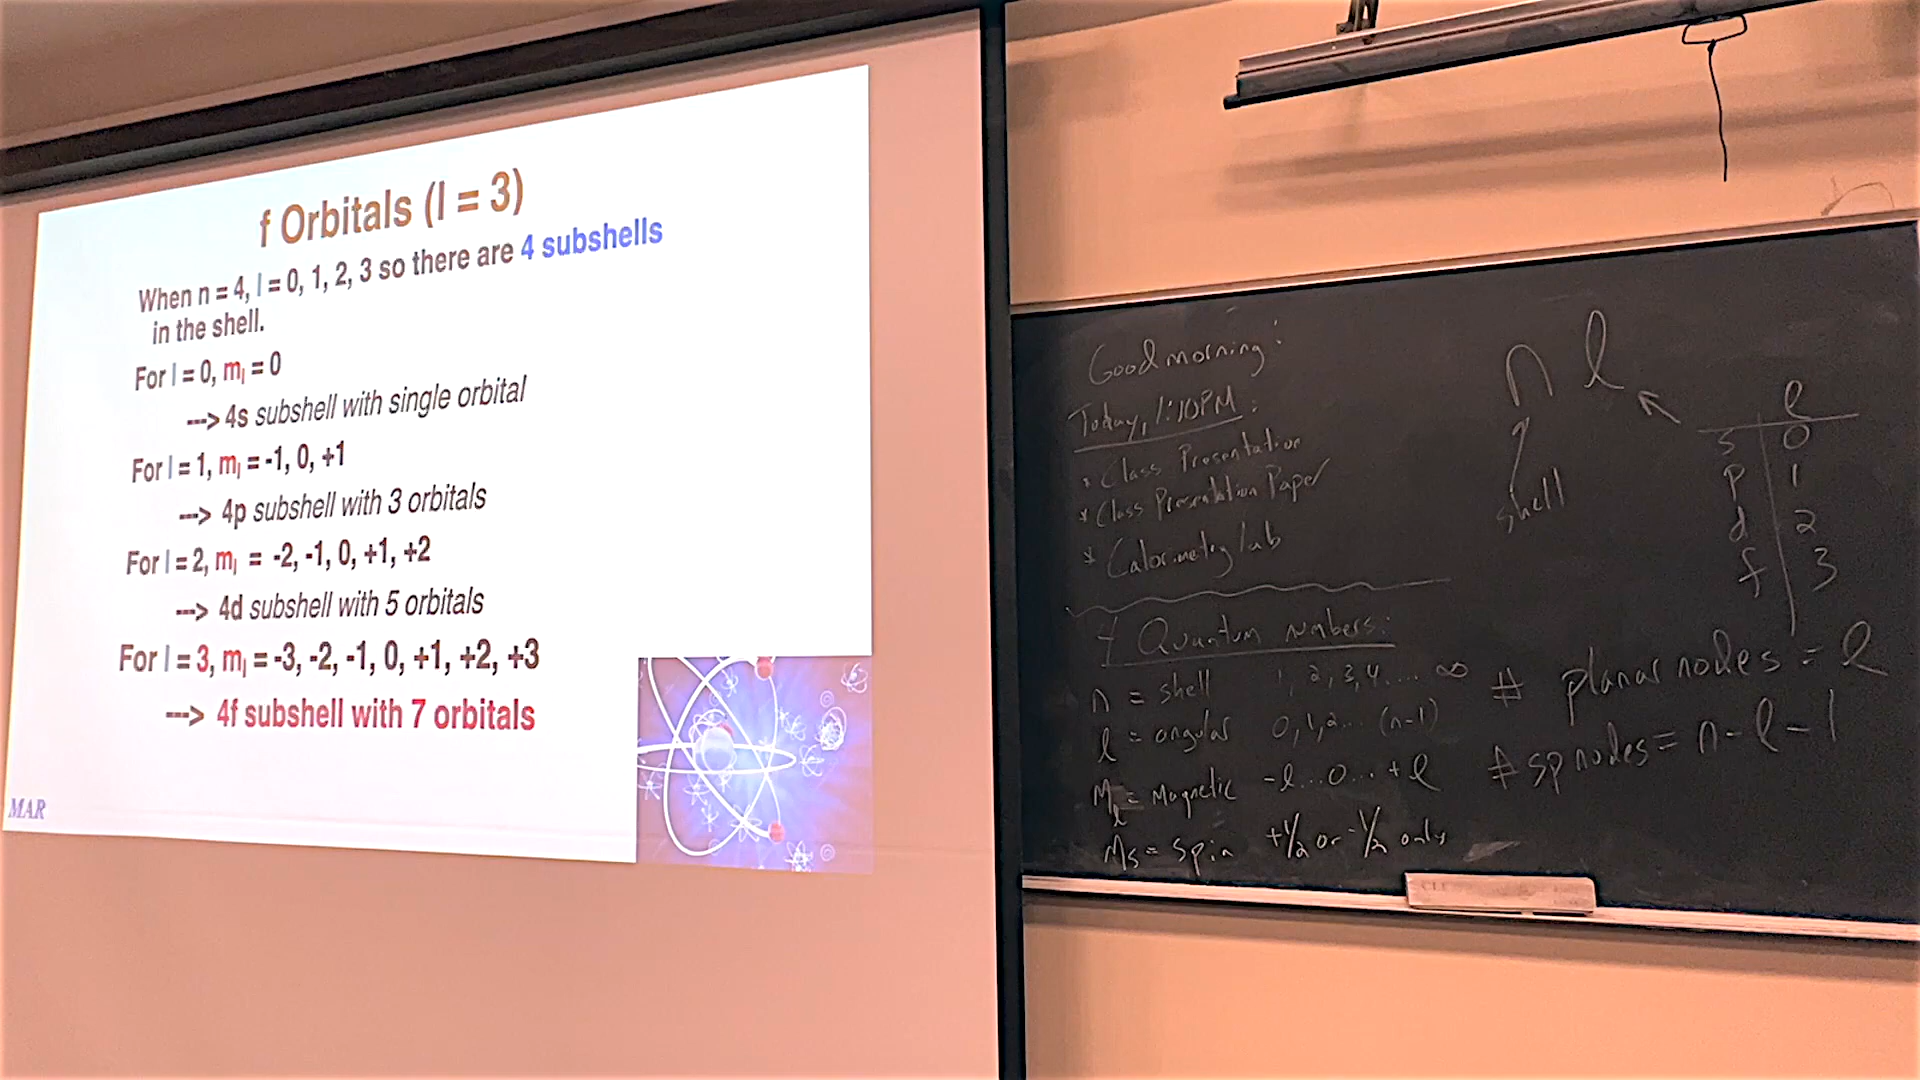 f Orbitals (l = 3)
When n = 4, l = 0, 1, 2, 3 so there are 4 subshells
in the shell.
For l = 0, mₗ = 0
---> 4s subshell with single orbital
For l = 1, mₗ = -1, 0, +1
---> 4p subshell with 3 orbitals
For l = 2, mₗ = -2, -1, 0, +1, +2
---> 4d subshell with 5 orbitals
For l = 3, mₗ = -3, -2, -1, 0, +1, +2, +3
---> 4f subshell with 7 orbitals
MAR
Good morning!
Today, 1:10PM:
* Class Presentation
* Class Presentation Paper
* Calorimetry lab
4 Quantum numbers:
n = shell 1, 2, 3, 4 .... ∞
ℓ = angular 0, 1, 2... (n-1)
Mℓ = Magnetic -ℓ...0...+ℓ
Ms = spin +1/2 or -1/2 only
n ℓ
shell
ℓ
s 0
p 1
d 2
f 3
# planar nodes = ℓ
# sp nodes = n - ℓ - 1